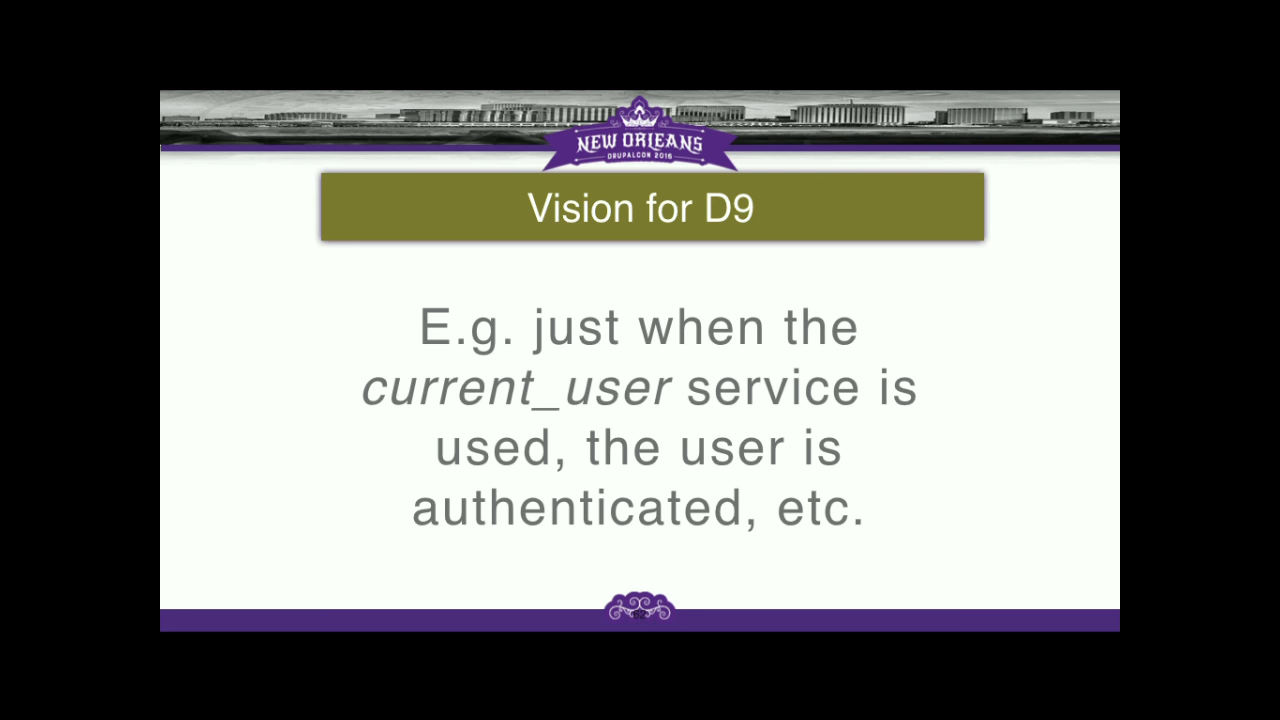 NEW ORLEANS
DRUPALCON 2016
Vision for D9
E.g. just when the
current_user service is
used, the user is
authenticated, etc.